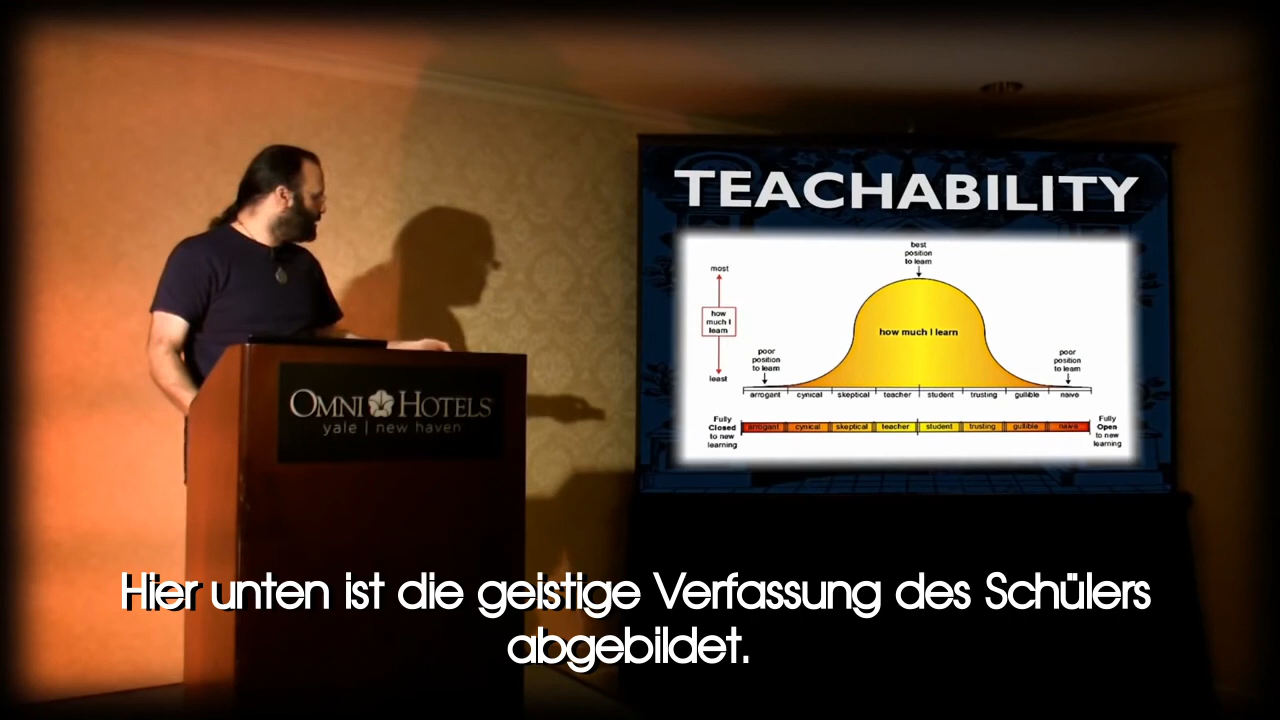 TEACHABILITY
best
position
to learn
most
how
much I
learn
least
how much I learn
poor
position
to learn
poor
position
to learn
arrogant cynical skeptical teacher student trusting gullible naive
Fully
Closed
to new
learning
arrogant cynical skeptical teacher student trusting gullible naive
Fully
Open
to new
learning
OMNI HOTELS
yale | new haven
Hier unten ist die geistige Verfassung des Schülers
abgebildet.